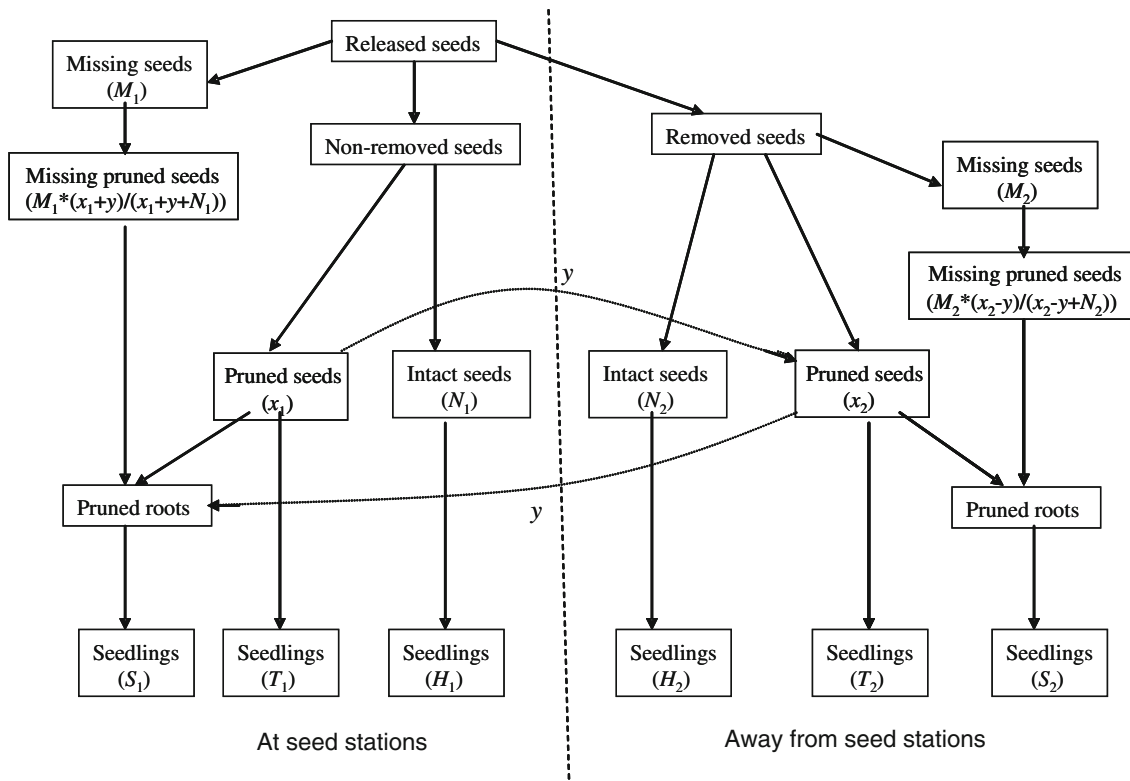 Released seeds
Missing seeds
(M₁)
Non-removed seeds
Removed seeds
Missing pruned seeds
(M₁*(x₁+y)/(x₁+y+N₁))
Missing seeds
(M₂)
Missing pruned seeds
(M₂*(x₂-y)/(x₂-y+N₂))
y
Pruned seeds
(x₁)
Intact seeds
(N₁)
Intact seeds
(N₂)
Pruned seeds
(x₂)
Pruned roots
y
Pruned roots
Seedlings
(S₁)
Seedlings
(T₁)
Seedlings
(H₁)
Seedlings
(H₂)
Seedlings
(T₂)
Seedlings
(S₂)
At seed stations
Away from seed stations